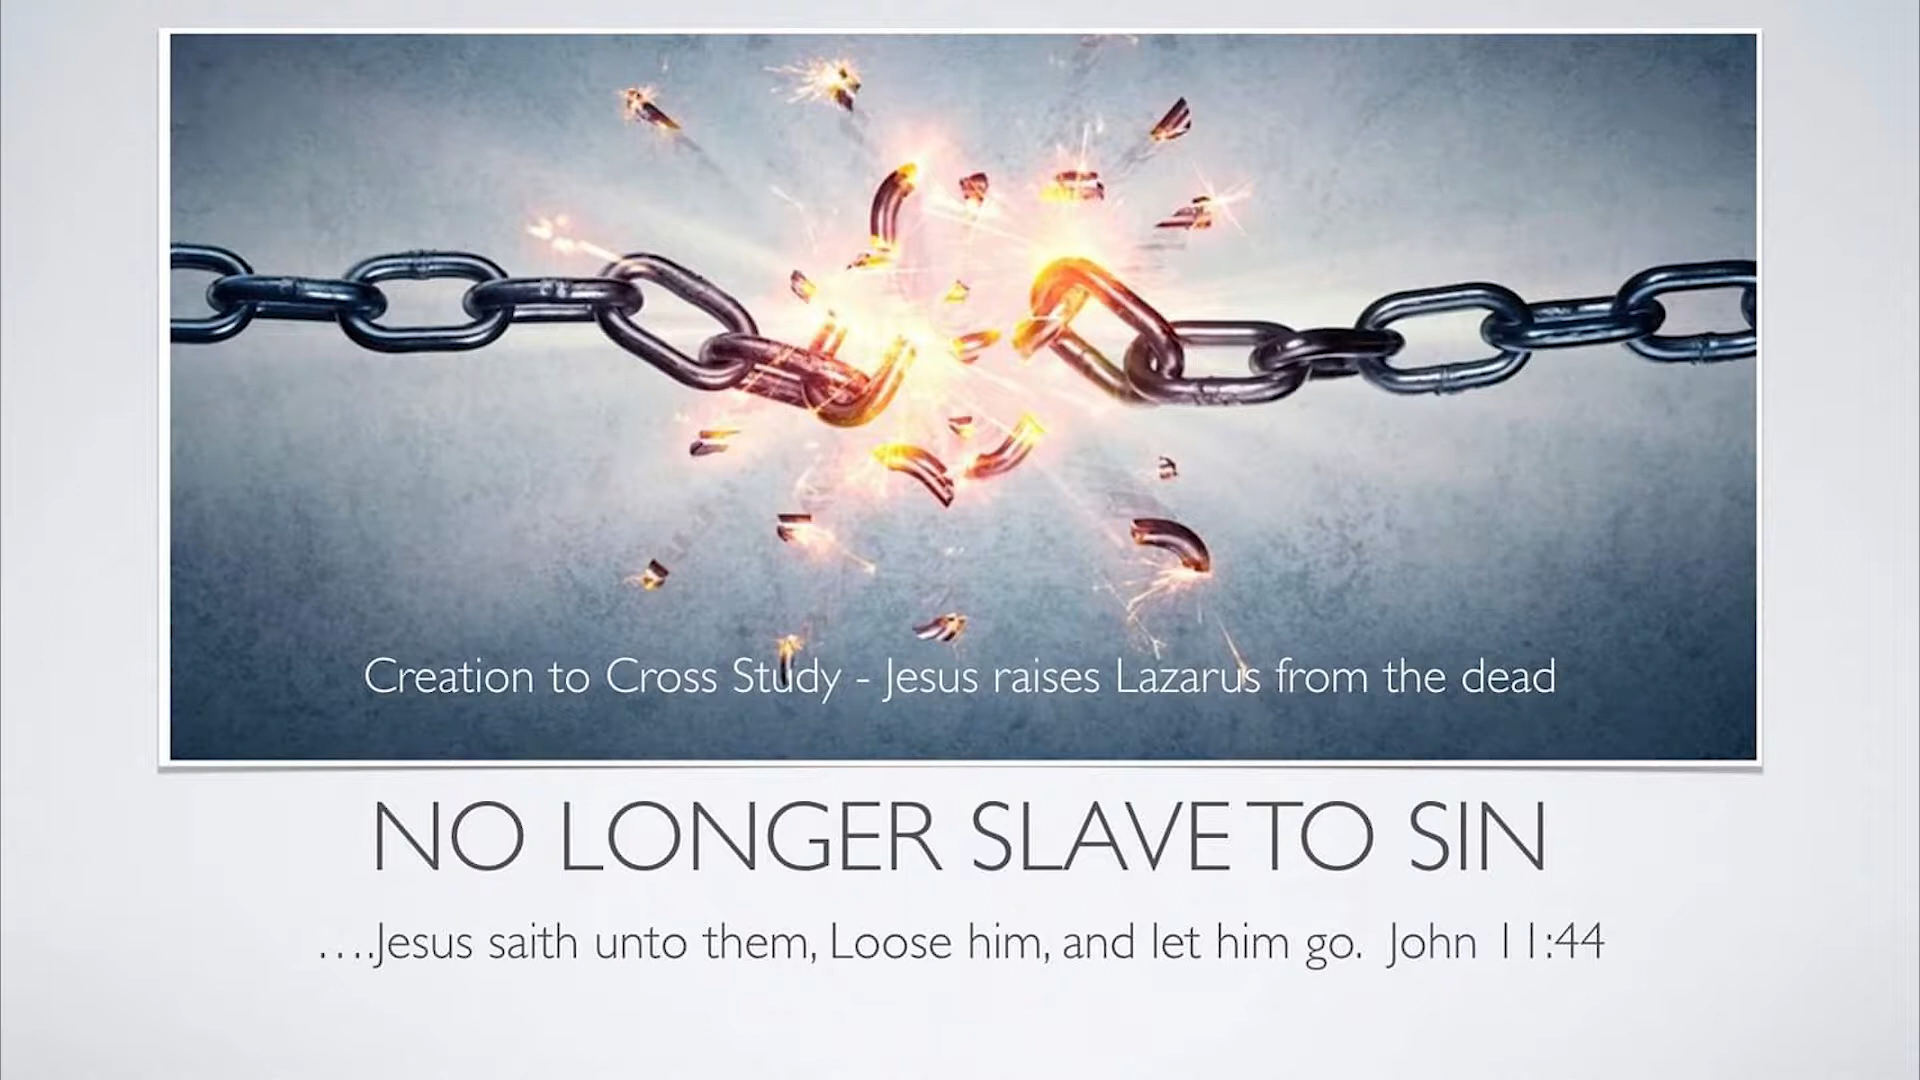 Creation to Cross Study - Jesus raises Lazarus from the dead
NO LONGER SLAVE TO SIN
....Jesus saith unto them, Loose him, and let him go.  John 11:44